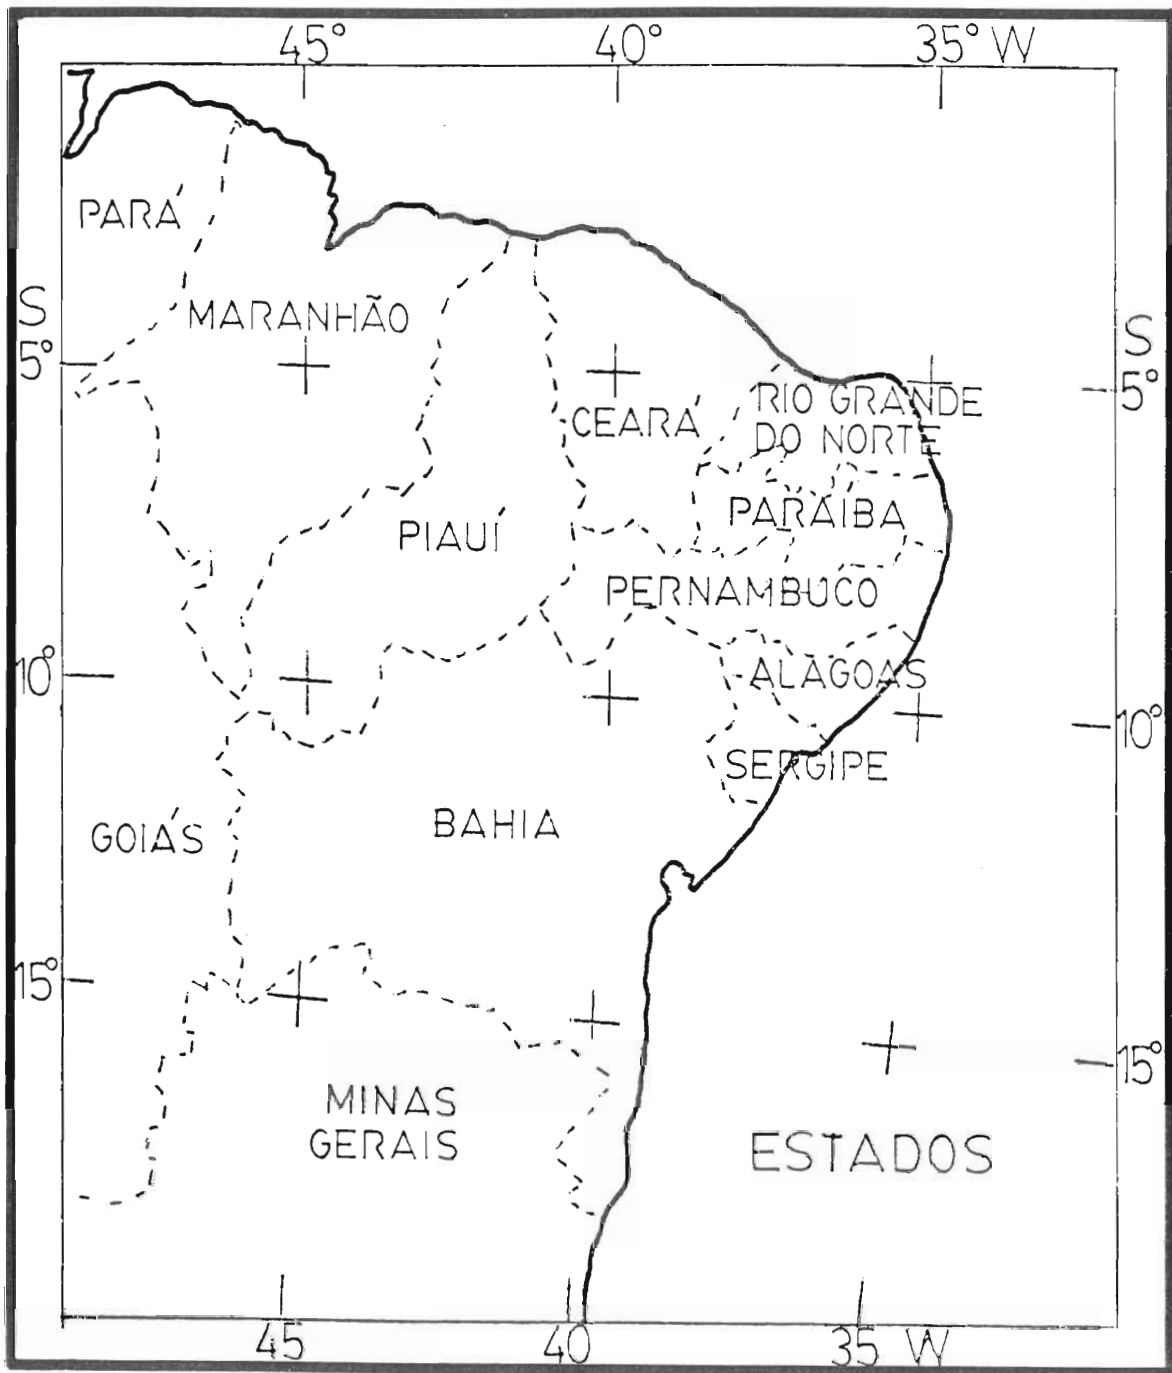 45° 40° 35° W
PARÁ
S
MARANHÃO
S
5°
5°
RIO GRANDE
DO NORTE
CEARÁ
PARAÍBA
PIAUÍ
PERNAMBUCO
10°
ALAGOAS
10°
SERGIPE
BAHIA
GOIÁS
15°
15°
MINAS
GERAIS
ESTADOS
45 40 35 W